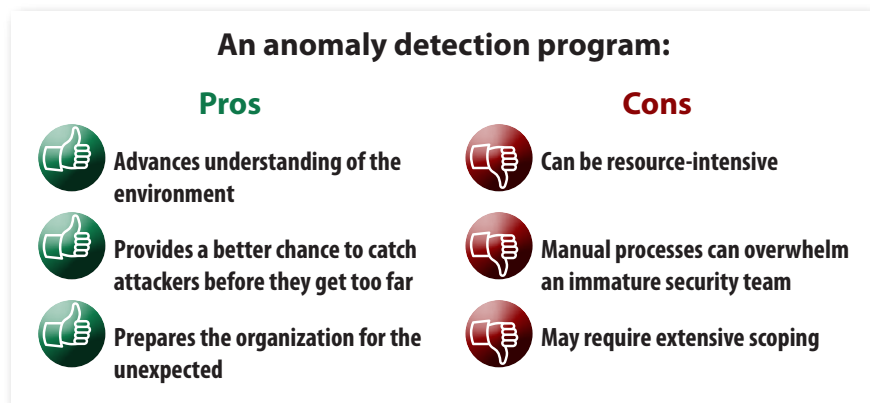 An anomaly detection program:
Pros
Advances understanding of the
environment
Provides a better chance to catch
attackers before they get too far
Prepares the organization for the
unexpected
Cons
Can be resource-intensive
Manual processes can overwhelm
an immature security team
May require extensive scoping